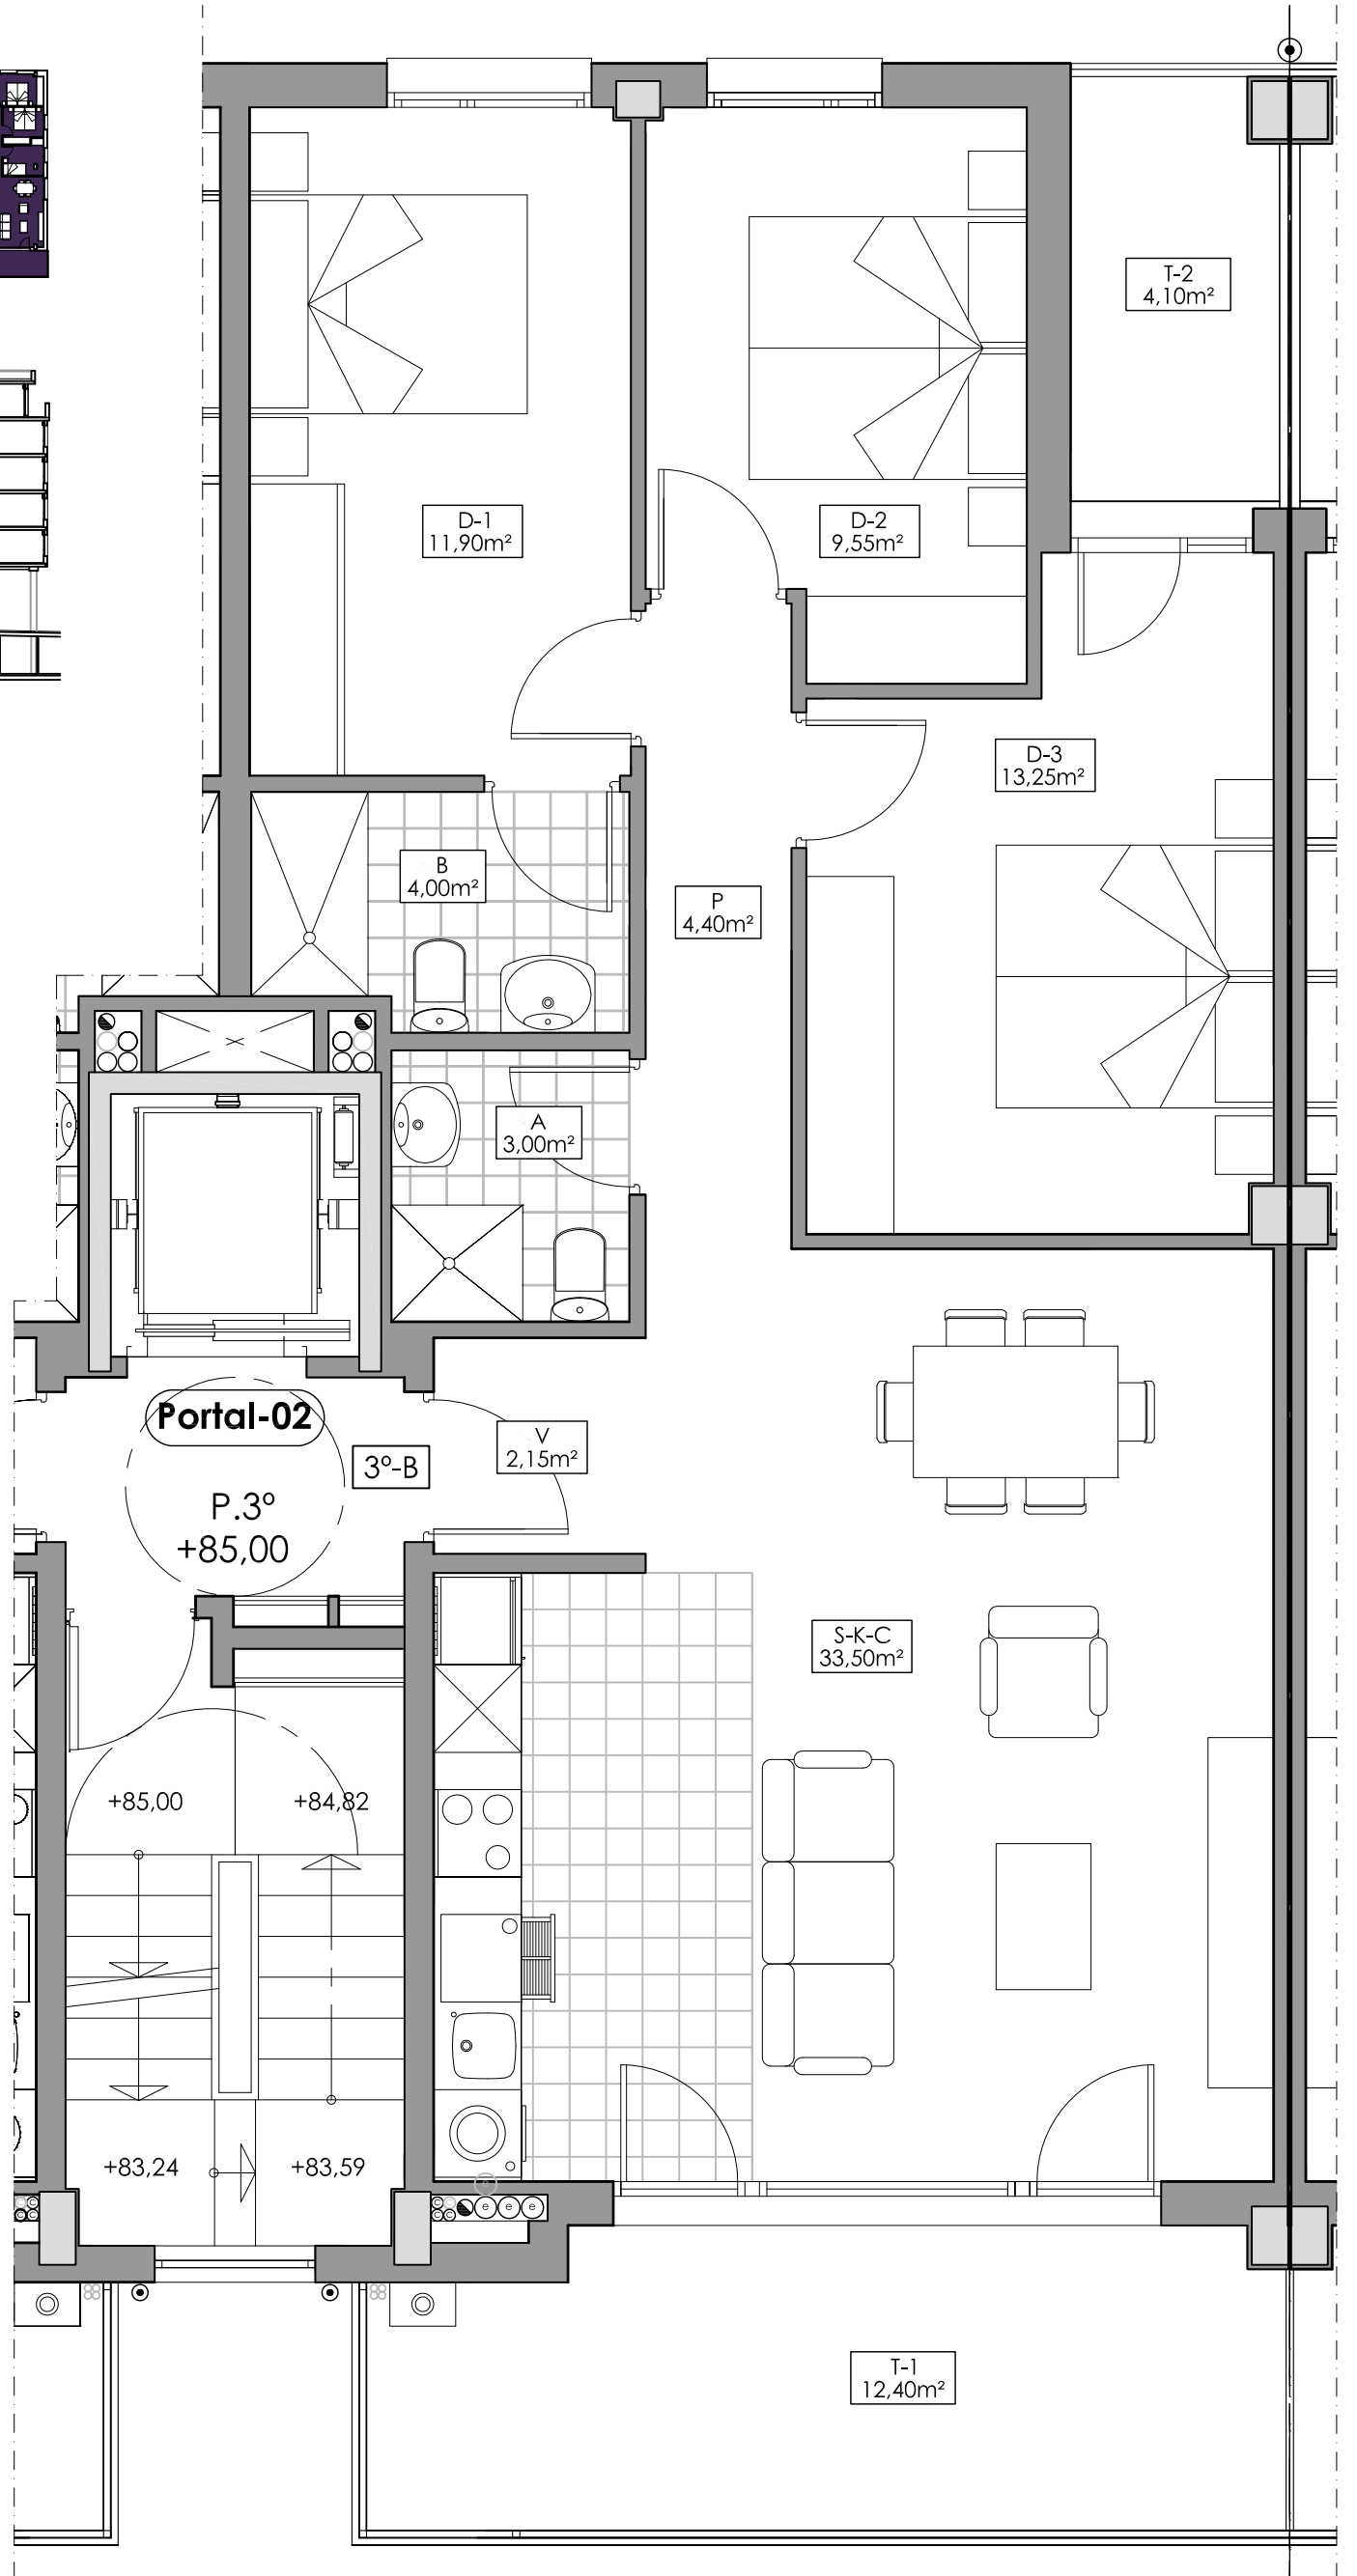 T-2
4,10m²
D-1
11,90m²
D-2
9,55m²
D-3
13,25m²
B
4,00m²
P
4,40m²
A
3,00m²
Portal-02
3º-B
V
2,15m²
P.3º
+85,00
S-K-C
33,50m²
+85,00
+84,82
+83,24
+83,59
T-1
12,40m²